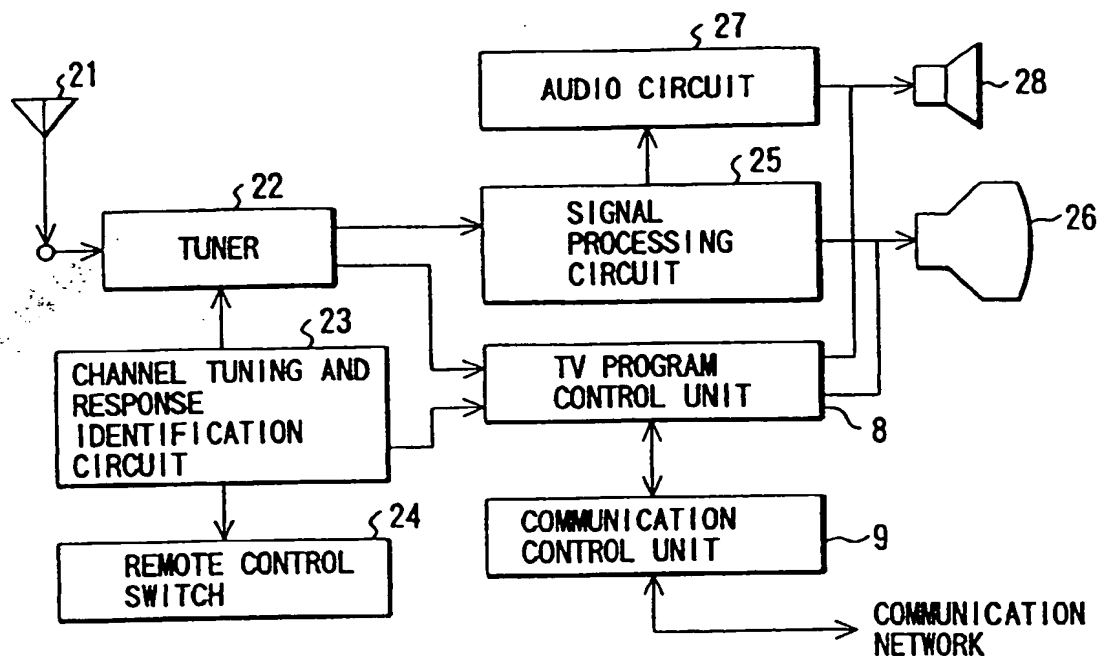 21
27
AUDIO CIRCUIT
28
22
TUNER
25
SIGNAL
PROCESSING
CIRCUIT
26
23
CHANNEL TUNING AND
RESPONSE
IDENTIFICATION
CIRCUIT
TV PROGRAM
CONTROL UNIT
8
24
REMOTE CONTROL
SWITCH
COMMUNICATION
CONTROL UNIT
9
COMMUNICATION
NETWORK